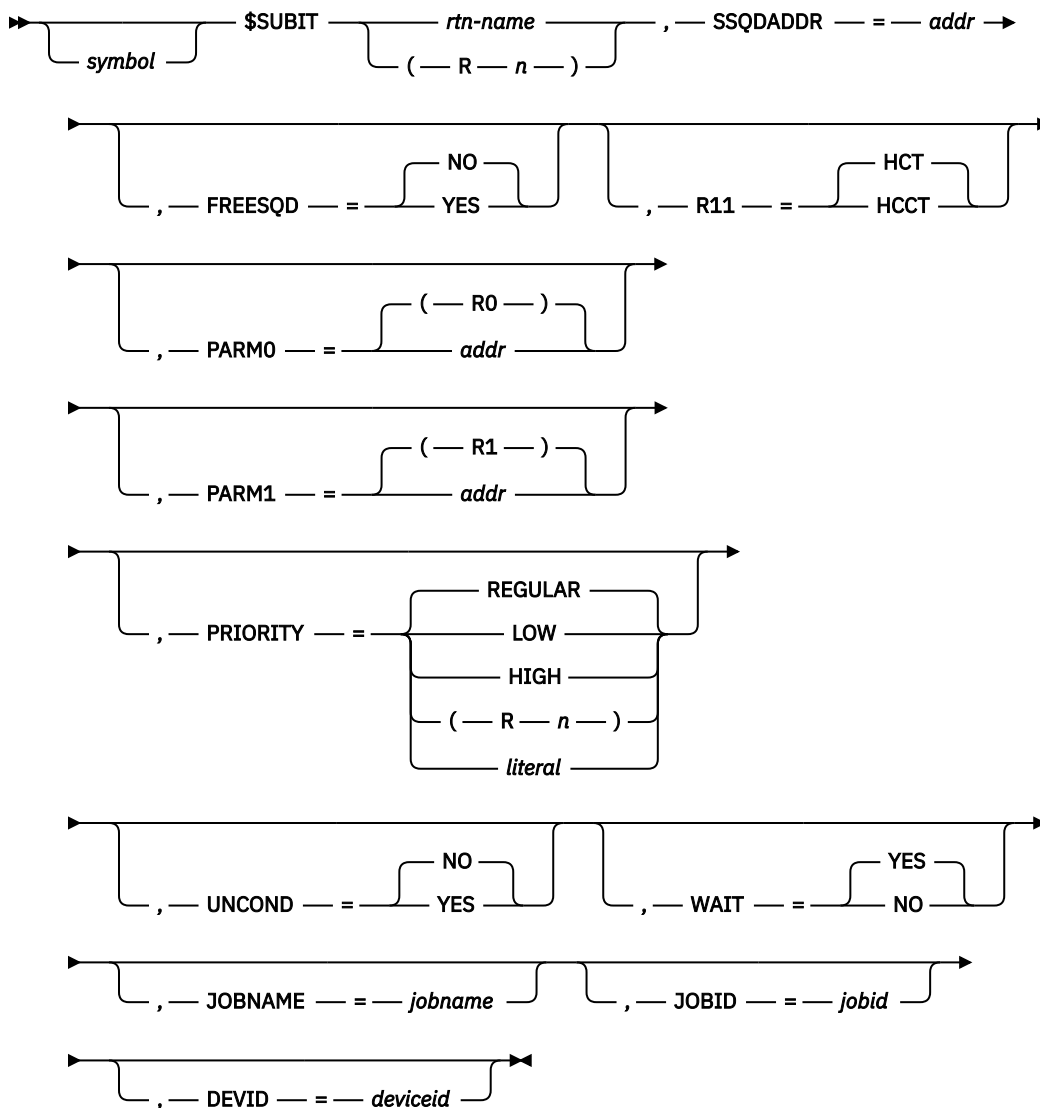 $SUBIT rtn-name , SSQDADDR = addr
symbol ( R n )
NO HCT
, FREESQD = YES , R11 = HCCT
( R0 )
, PARM0 = addr
( R1 )
, PARM1 = addr
REGULAR
, PRIORITY = LOW
HIGH
( R n )
literal
NO YES
, UNCOND = YES , WAIT = NO
, JOBNAME = jobname , JOBID = jobid
, DEVID = deviceid